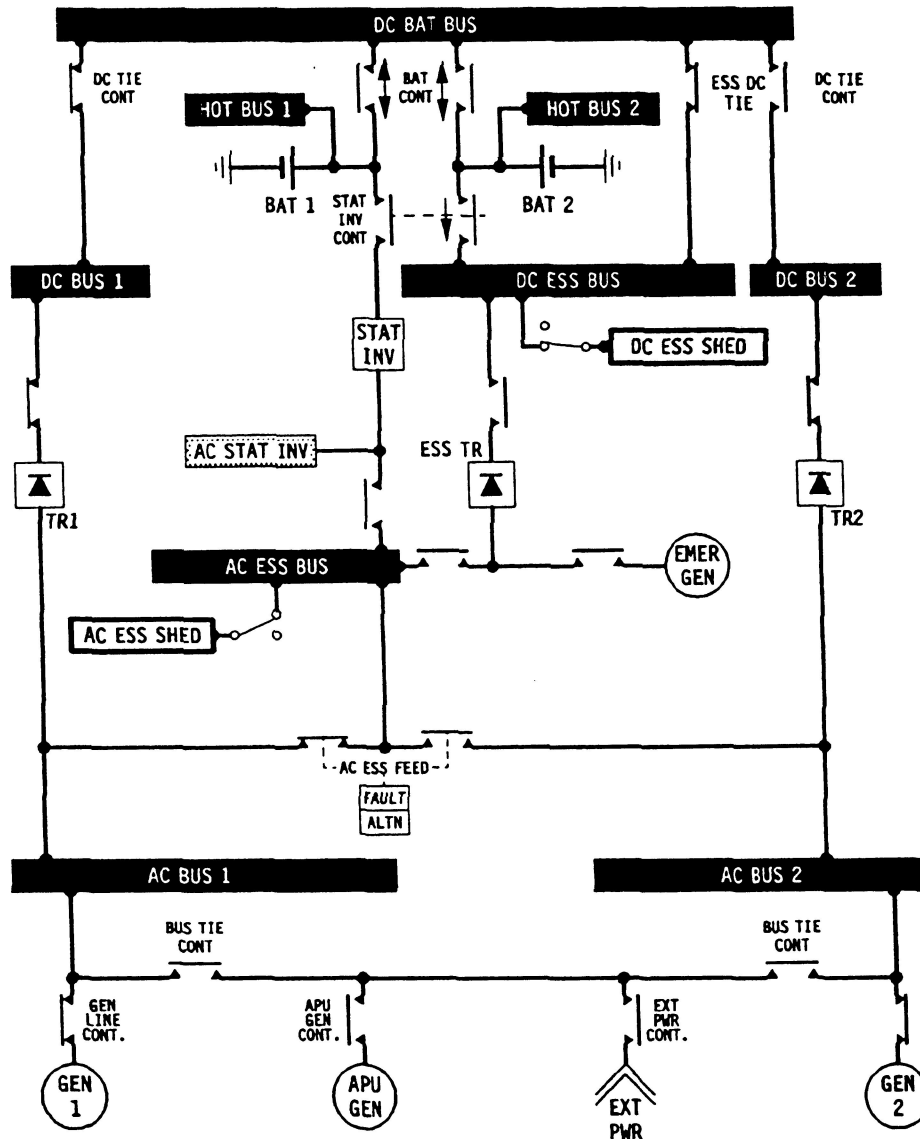 DC BAT BUS
DC TIE
CONT
BAT
CONT
ESS DC
TIE
DC TIE
CONT
HOT BUS 1
HOT BUS 2
BAT 1
STAT
INV
CONT
BAT 2
DC BUS 1
DC ESS BUS
DC BUS 2
STAT
INV
DC ESS SHED
AC STAT INV
ESS TR
TR1
TR2
AC ESS BUS
EMER
GEN
AC ESS SHED
AC ESS FEED
FAULT
ALTN
AC BUS 1
AC BUS 2
BUS TIE
CONT
BUS TIE
CONT
GEN
LINE
CONT.
APU
GEN
CONT.
EXT
PWR
CONT.
GEN
1
APU
GEN
EXT
PWR
GEN
2